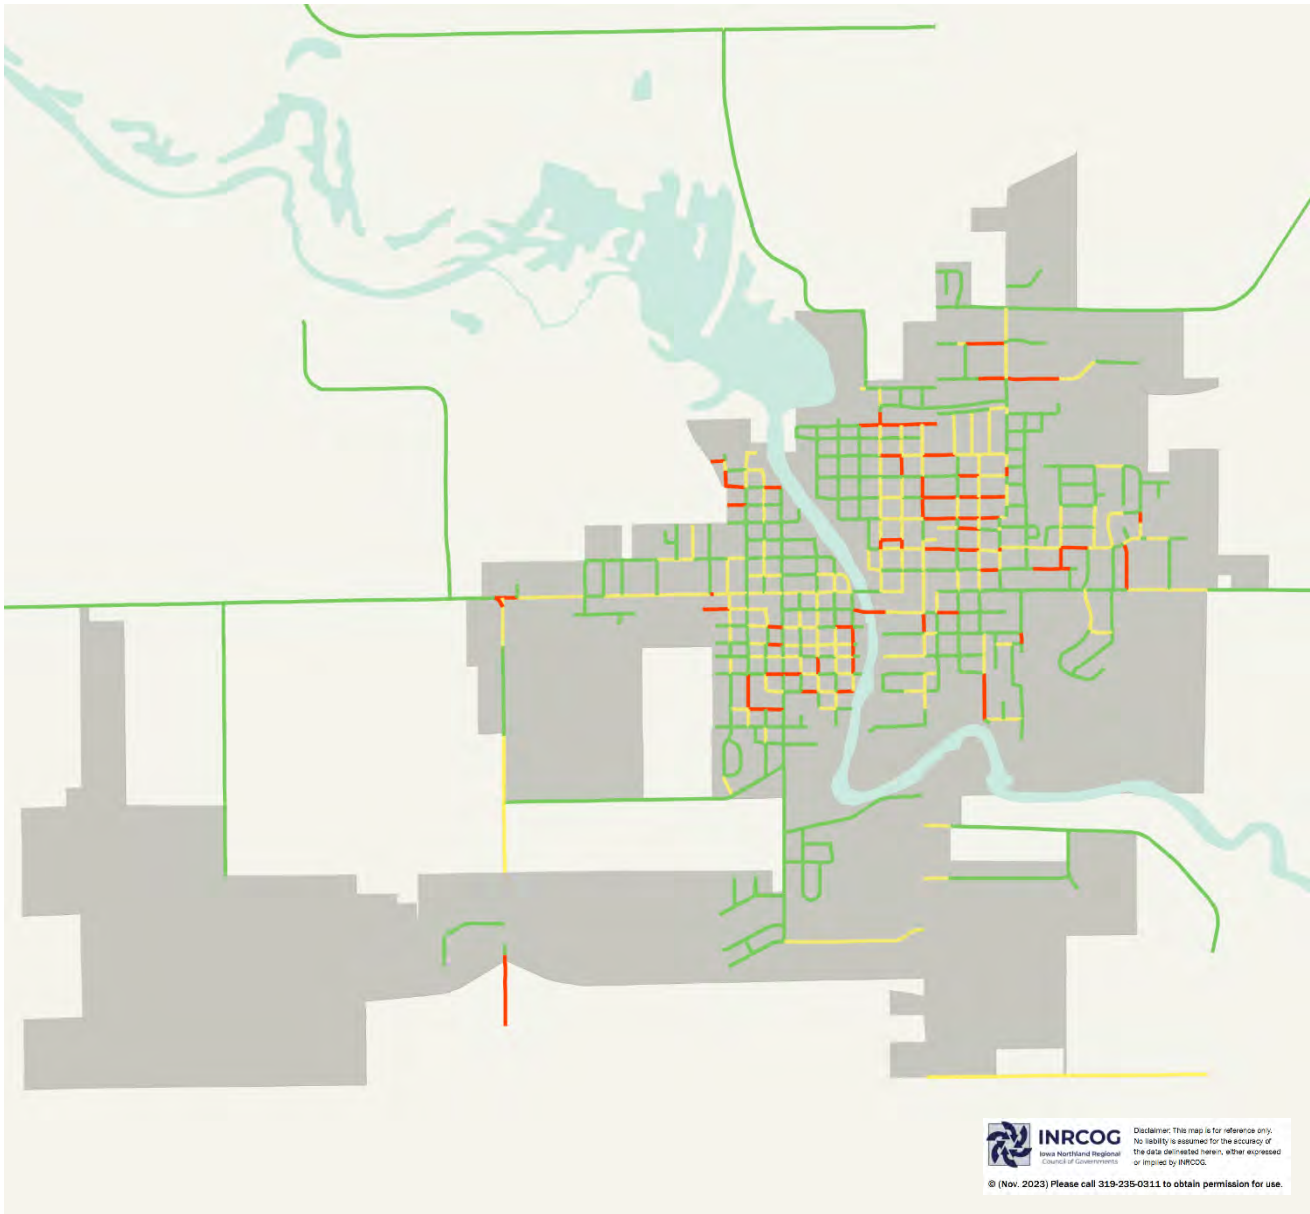 INRCOG
Iowa Northland Regional
Council of Governments
Disclaimer: This map is for reference only.
No liability is assumed for the accuracy of
the data delineated herein, either expressed
or implied by INRCOG.
© (Nov. 2023) Please call 319-235-0311 to obtain permission for use.